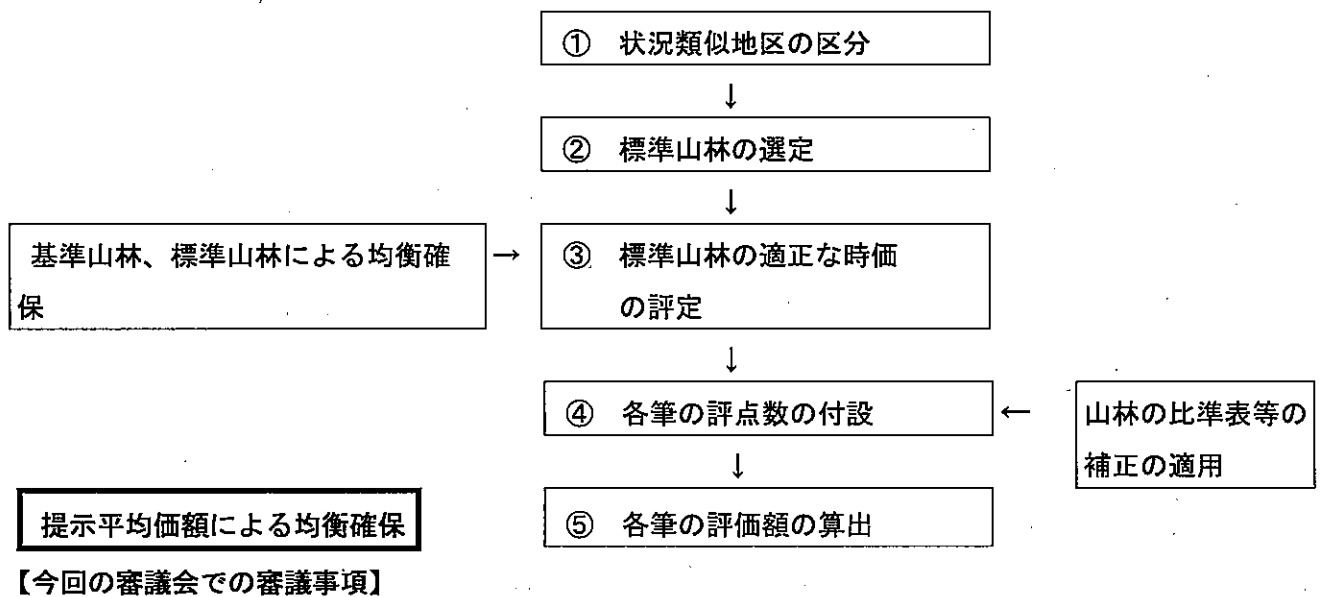 ① 状況類似地区の区分
↓
② 標準山林の選定
↓
基準山林、標準山林による均衡確
保
→
③ 標準山林の適正な時価
の評定
↓
④ 各筆の評点数の付設
←
山林の比準表等の
補正の適用
↓
提示平均価額による均衡確保
⑤ 各筆の評価額の算出
【今回の審議会での審議事項】